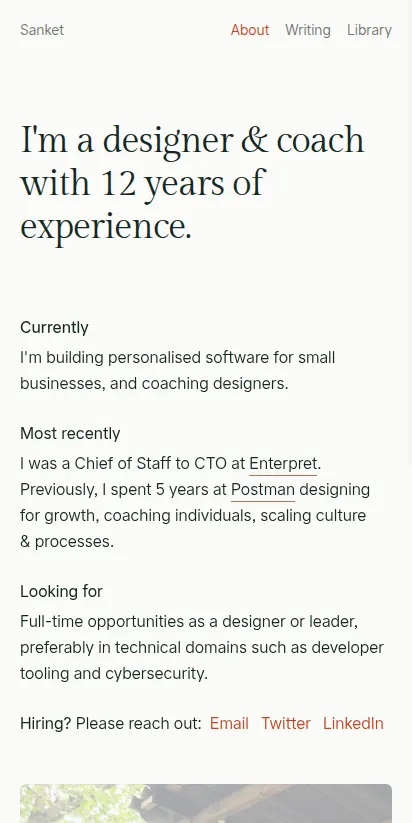 Sanket About Writing Library
I'm a designer & coach
with 12 years of
experience.
Currently
I'm building personalised software for small
businesses, and coaching designers.
Most recently
I was a Chief of Staff to CTO at Enterpret.
Previously, I spent 5 years at Postman designing
for growth, coaching individuals, scaling culture
& processes.
Looking for
Full-time opportunities as a designer or leader,
preferably in technical domains such as developer
tooling and cybersecurity.
Hiring? Please reach out: Email Twitter LinkedIn